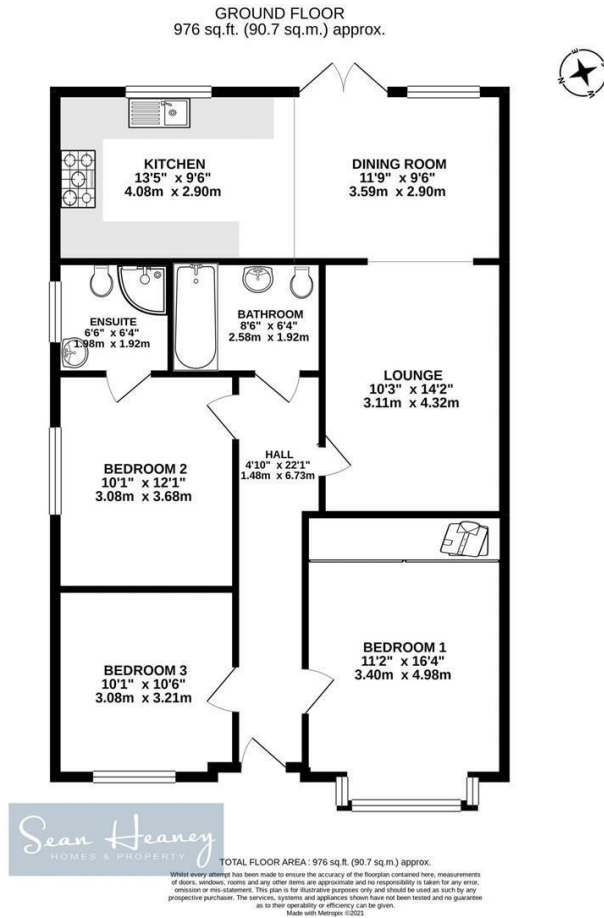 GROUND FLOOR
976 sq.ft. (90.7 sq.m.) approx.
N
E
S
W
KITCHEN
13'5" x 9'6"
4.08m x 2.90m
DINING ROOM
11'9" x 9'6"
3.59m x 2.90m
ENSUITE
6'6" x 6'4"
1.98m x 1.92m
BATHROOM
8'6" x 6'4"
2.58m x 1.92m
LOUNGE
10'3" x 14'2"
3.11m x 4.32m
HALL
4'10" x 22'1"
1.48m x 6.73m
BEDROOM 2
10'1" x 12'1"
3.08m x 3.68m
BEDROOM 3
10'1" x 10'6"
3.08m x 3.21m
BEDROOM 1
11'2" x 16'4"
3.40m x 4.98m
Sean Heaney
HOMES & PROPERTY
TOTAL FLOOR AREA : 976 sq.ft. (90.7 sq.m.) approx.
Whilst every attempt has been made to ensure the accuracy of the floorplan contained here, measurements
of doors, windows, rooms and any other items are approximate and no responsibility is taken for any error,
omission or mis-statement. This plan is for illustrative purposes only and should be used as such by any
prospective purchaser. The services, systems and appliances shown have not been tested and no guarantee
as to their operability or efficiency can be given.
Made with Metropix ©2021